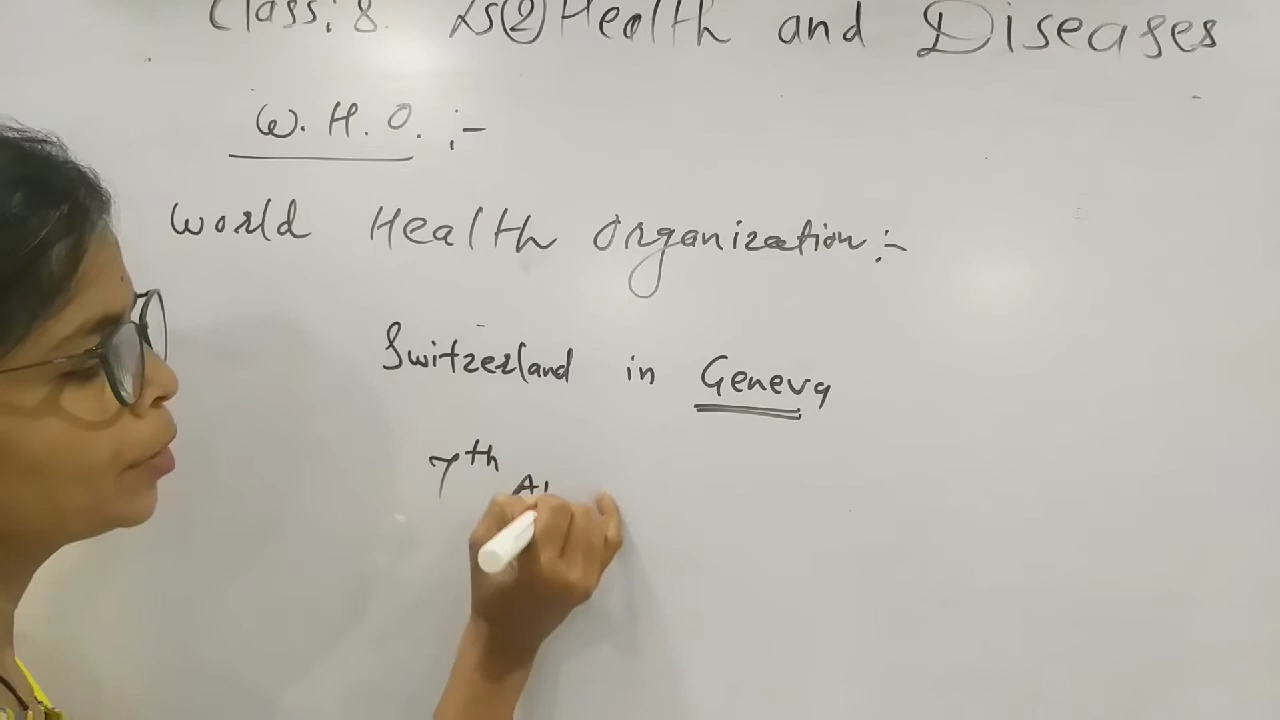 Class: 8 Ls② Health and Diseases
W. H. O. :-
World Health Organization :-
Switzerland in Geneva
7th